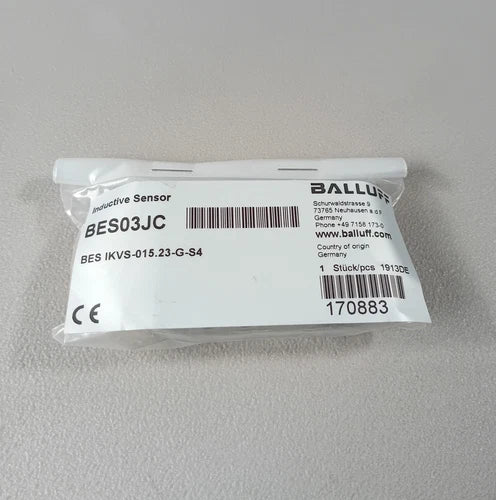 Inductive Sensor
BES03JC
BES IKVS-015.23-G-S4
CE
BALLUFF
Schurwaldstrasse 9
73765 Neuhausen a.d.F.
Germany
Phone +49 7158 173-0
www.balluff.com
Country of origin
Germany
1 Stück/pcs 1913DE
170883